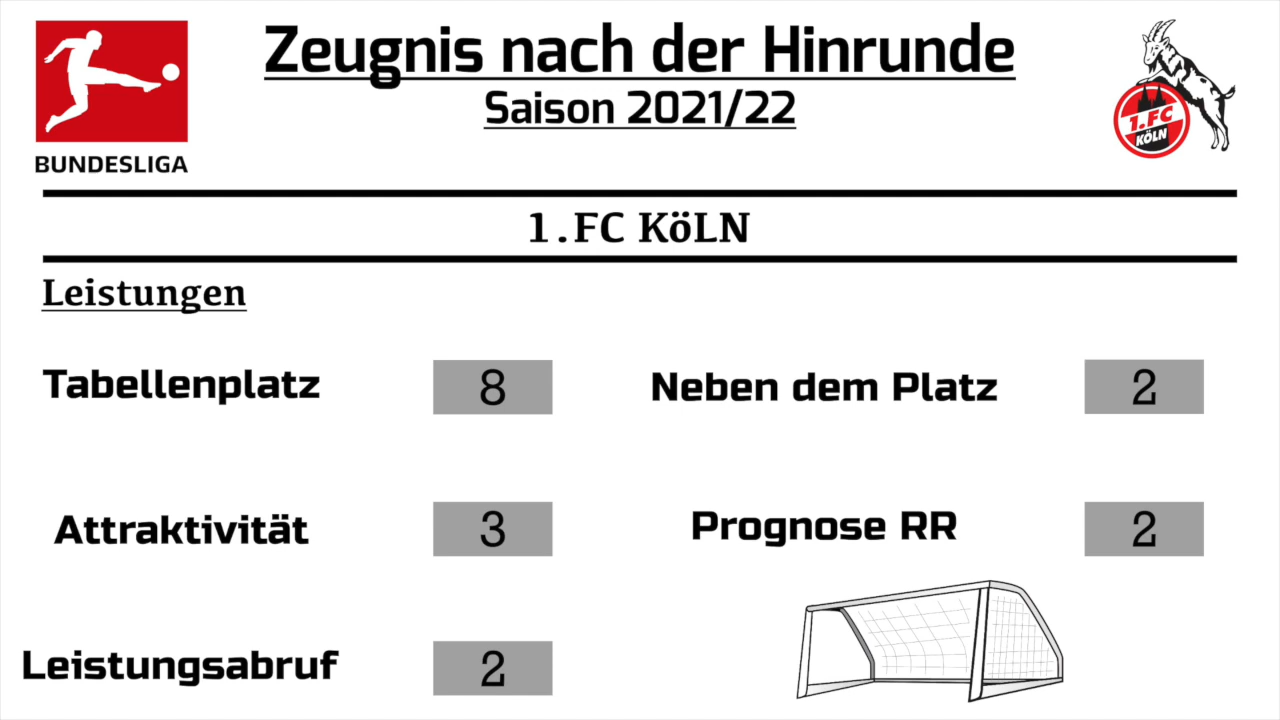 Zeugnis nach der Hinrunde
Saison 2021/22
BUNDESLIGA
1.FC
KÖLN
1.FC KöLN
Leistungen
Tabellenplatz 8 Neben dem Platz 2
Attraktivität 3 Prognose RR 2
Leistungsabruf 2